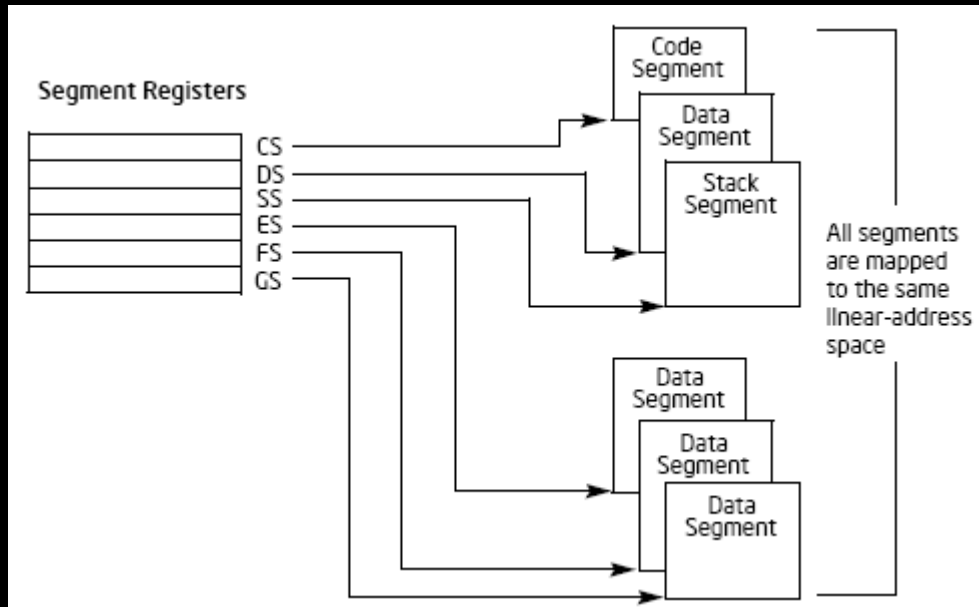 Segment Registers
CS
DS
SS
ES
FS
GS
Code
Segment
Data
Segment
Stack
Segment
Data
Segment
Data
Segment
Data
Segment
All segments
are mapped
to the same
linear-address
space